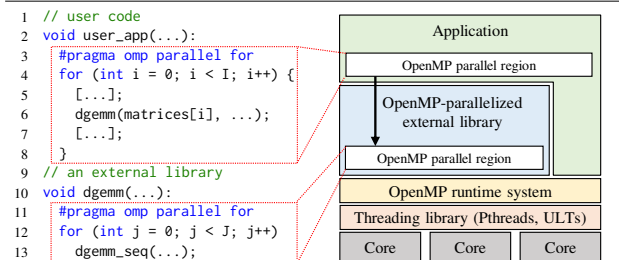 1 // user code
2 void user_app(...):
3 #pragma omp parallel for
4 for (int i = 0; i < I; i++) {
5 [...];
6 dgemm(matrices[i], ...);
7 [...];
8 }
9 // an external library
10 void dgemm(...):
11 #pragma omp parallel for
12 for (int j = 0; j < J; j++)
13 dgemm_seq(...);
Application
OpenMP parallel region
OpenMP-parallelized
external library
OpenMP parallel region
OpenMP runtime system
Threading library (Pthreads, ULTs)
Core Core Core